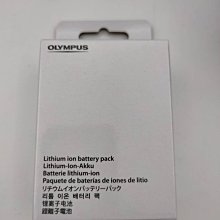 OLYMPUS
Lithium ion battery pack
Lithium-Ion-Akku
Batterie lithium-ion
Paquete de baterías de iones de litio
リチウムイオンバッテリーパック
리튬 이온 배터리 팩
锂离子电池
鋰離子電池